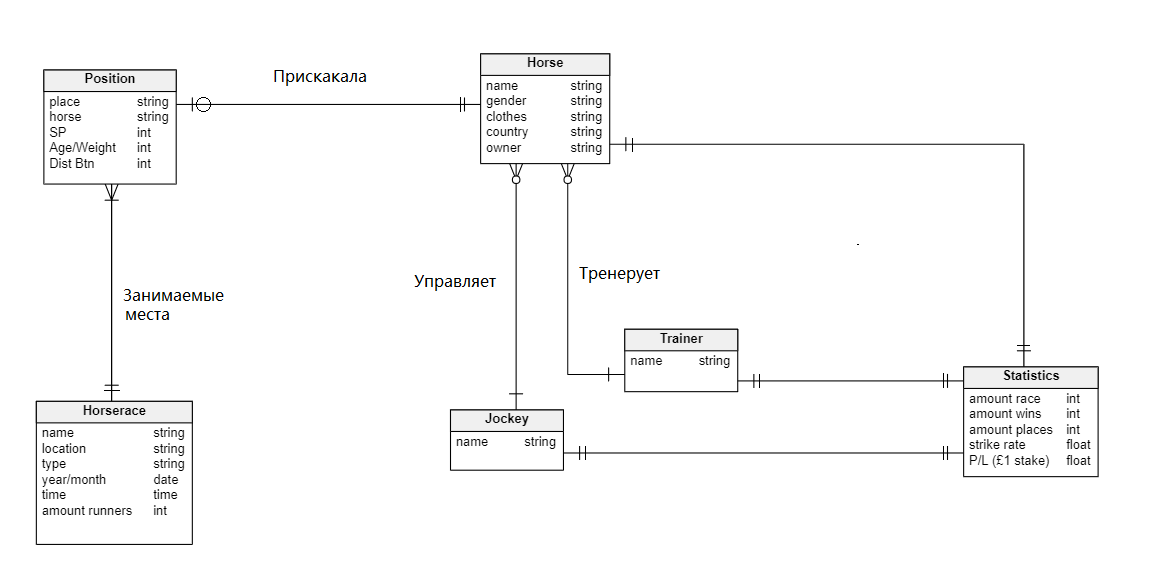 Position
place string
horse string
SP int
Age/Weight int
Dist Btn int
Прискакала
Horse
name string
gender string
clothes string
country string
owner string
Управляет
Тренерует
Занимаемые
места
Trainer
name string
Jockey
name string
Statistics
amount race int
amount wins int
amount places int
strike rate float
P/L (£1 stake) float
Horserace
name string
location string
type string
year/month date
time time
amount runners int